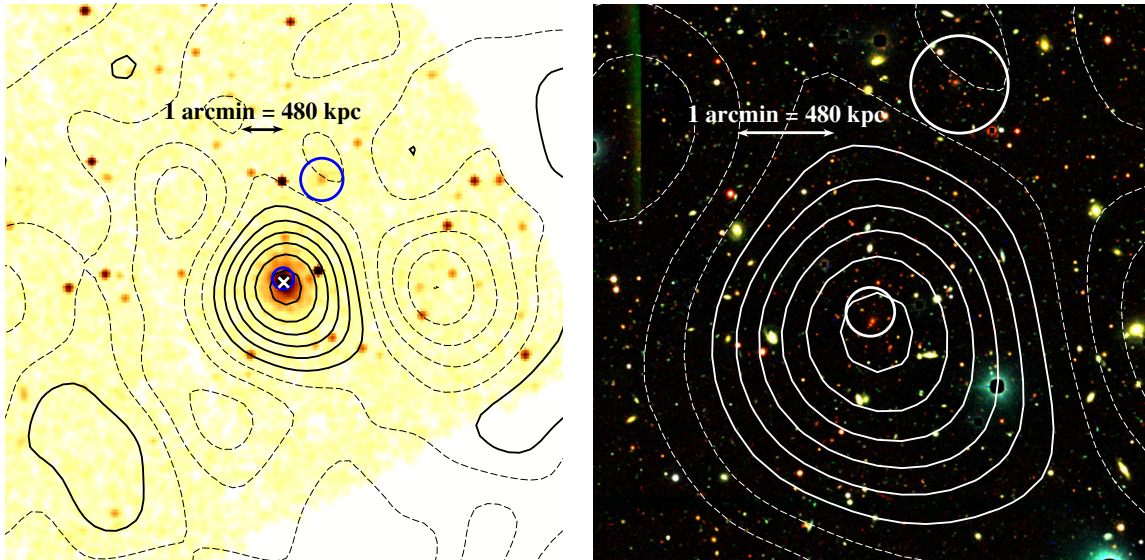 1 arcmin = 480 kpc
1 arcmin = 480 kpc